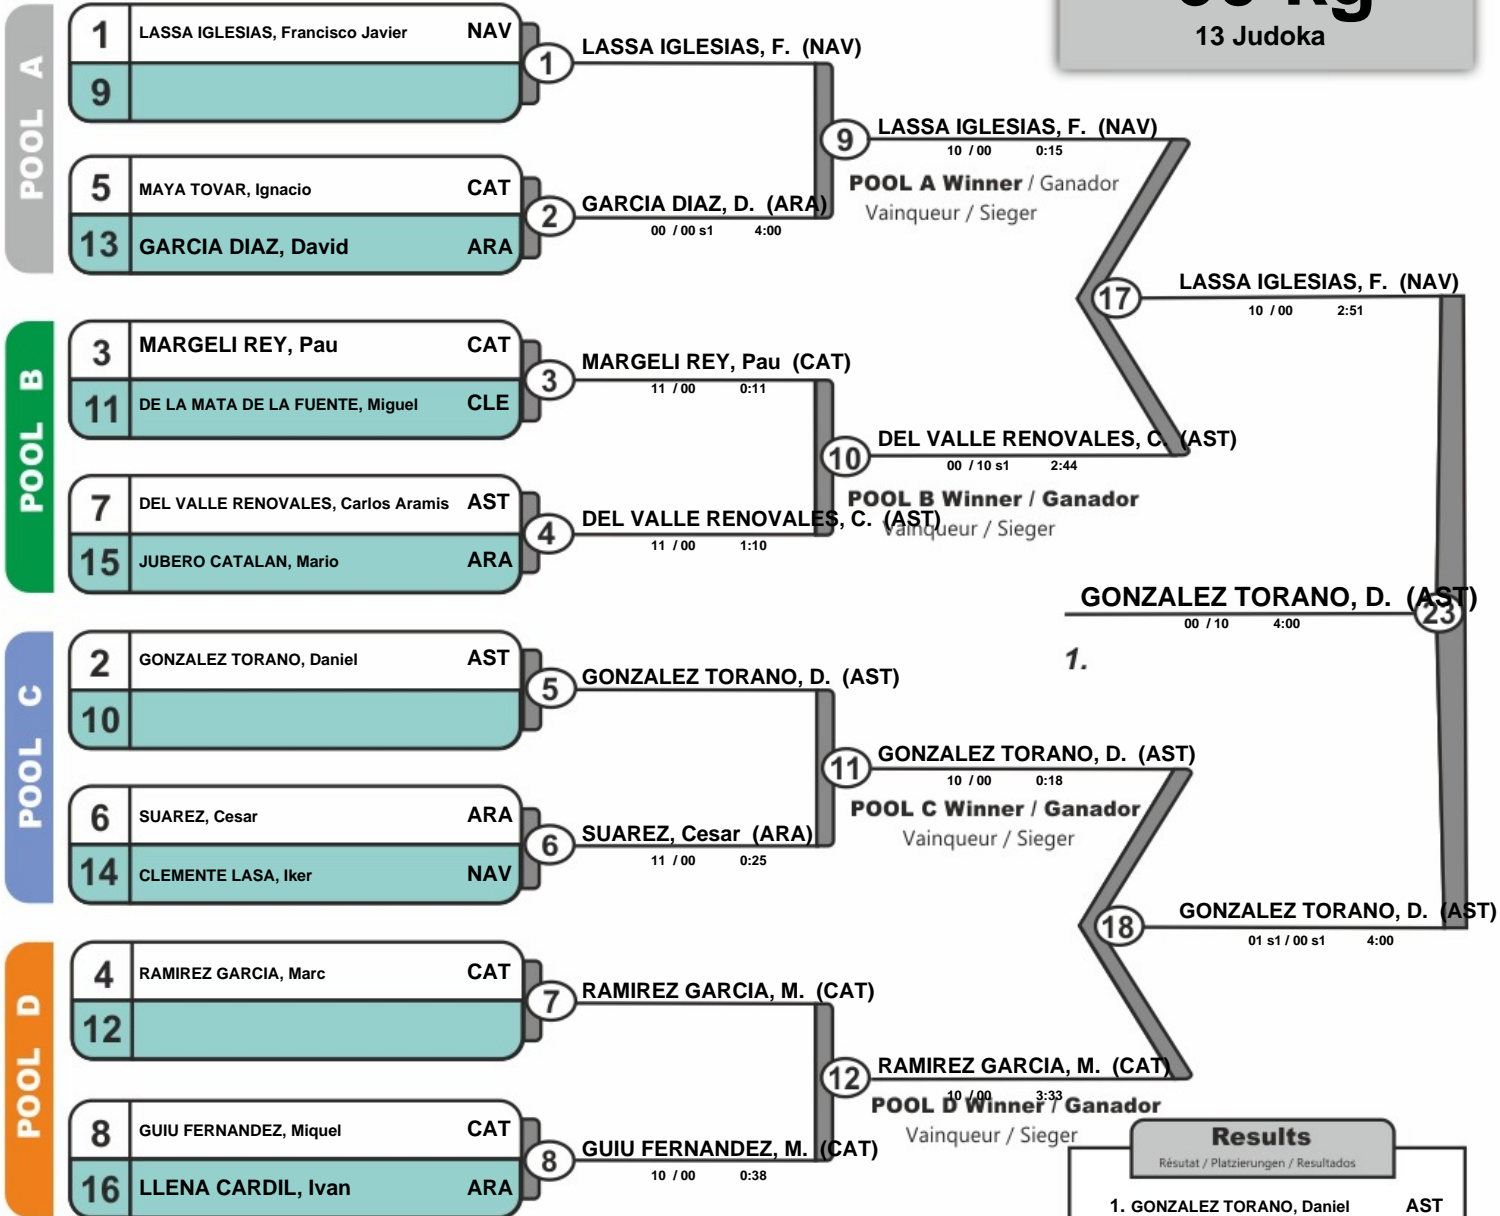 13 Judoka
POOL A
1 LASSA IGLESIAS, Francisco Javier NAV
9
1
LASSA IGLESIAS, F. (NAV)
5 MAYA TOVAR, Ignacio CAT
13 GARCIA DIAZ, David ARA
2
GARCIA DIAZ, D. (ARA)
00 / 00 s1 4:00
9
LASSA IGLESIAS, F. (NAV)
10 / 00 0:15
POOL A Winner / Ganador
Vainqueur / Sieger
POOL B
3 MARGELI REY, Pau CAT
11 DE LA MATA DE LA FUENTE, Miguel CLE
3
MARGELI REY, Pau (CAT)
11 / 00 0:11
7 DEL VALLE RENOVALES, Carlos Aramis AST
15 JUBERO CATALAN, Mario ARA
4
DEL VALLE RENOVALES, C. (AST)
11 / 00 1:10
10
DEL VALLE RENOVALES, C. (AST)
00 / 10 s1 2:44
POOL B Winner / Ganador
Vainqueur / Sieger
17
LASSA IGLESIAS, F. (NAV)
10 / 00 2:51
GONZALEZ TORANO, D. (AST)
23
00 / 10 4:00
1.
POOL C
2 GONZALEZ TORANO, Daniel AST
10
5
GONZALEZ TORANO, D. (AST)
6 SUAREZ, Cesar ARA
14 CLEMENTE LASA, Iker NAV
6
SUAREZ, Cesar (ARA)
11 / 00 0:25
11
GONZALEZ TORANO, D. (AST)
10 / 00 0:18
POOL C Winner / Ganador
Vainqueur / Sieger
18
GONZALEZ TORANO, D. (AST)
01 s1 / 00 s1 4:00
POOL D
4 RAMIREZ GARCIA, Marc CAT
12
7
RAMIREZ GARCIA, M. (CAT)
8 GUIU FERNANDEZ, Miquel CAT
16 LLENA CARDIL, Ivan ARA
8
GUIU FERNANDEZ, M. (CAT)
10 / 00 0:38
12
RAMIREZ GARCIA, M. (CAT)
10 / 00 3:33
POOL D Winner / Ganador
Vainqueur / Sieger
Results
Résutat / Platzierungen / Resultados
1. GONZALEZ TORANO, Daniel AST